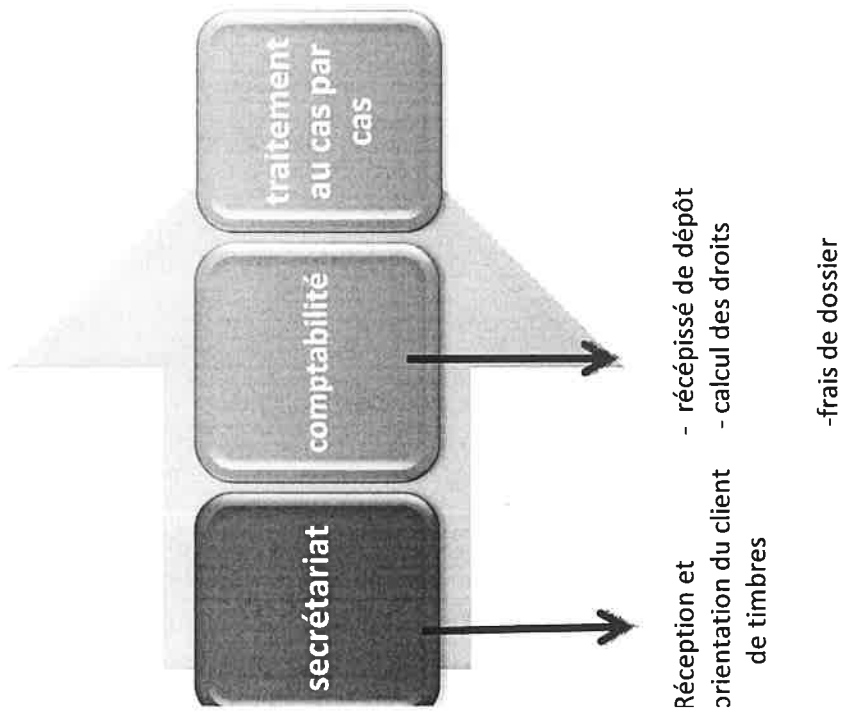 secrétariat
comptabilité
traitement
au cas par
cas
Réception et
orientation du client
de timbres
- récépissé de dépôt
- calcul des droits
-frais de dossier